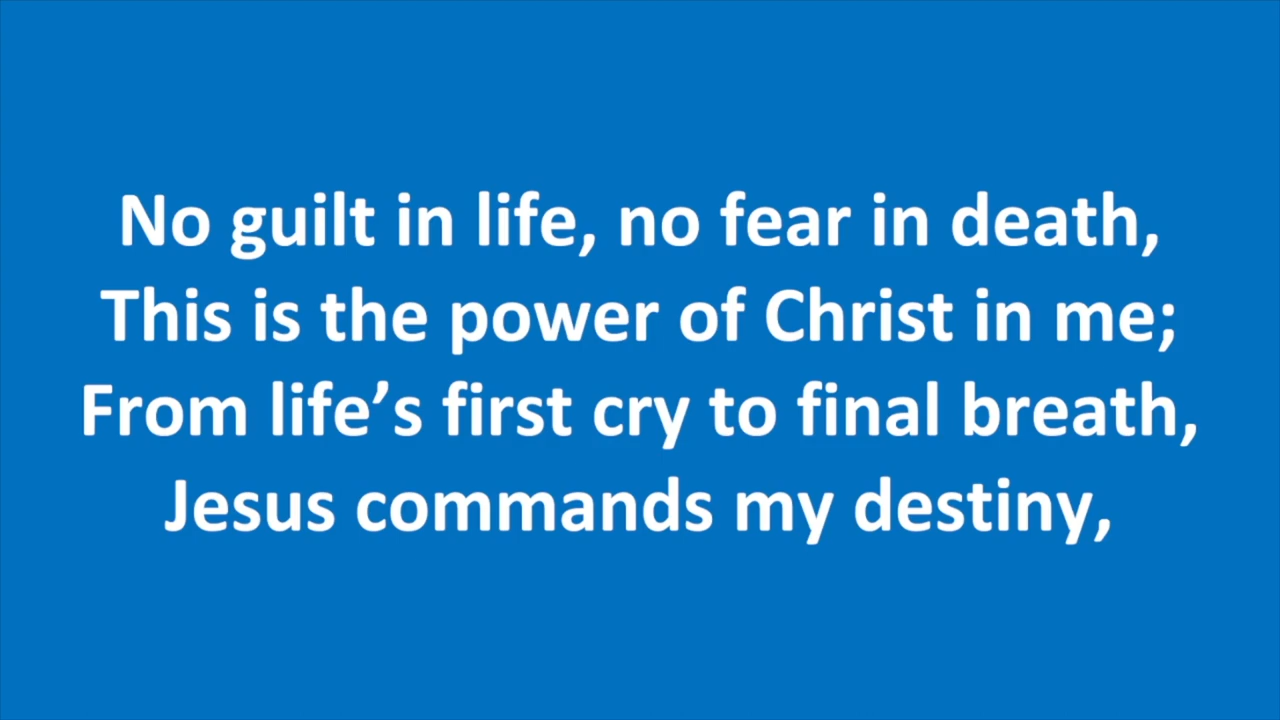 No guilt in life, no fear in death,
This is the power of Christ in me;
From life’s first cry to final breath,
Jesus commands my destiny,